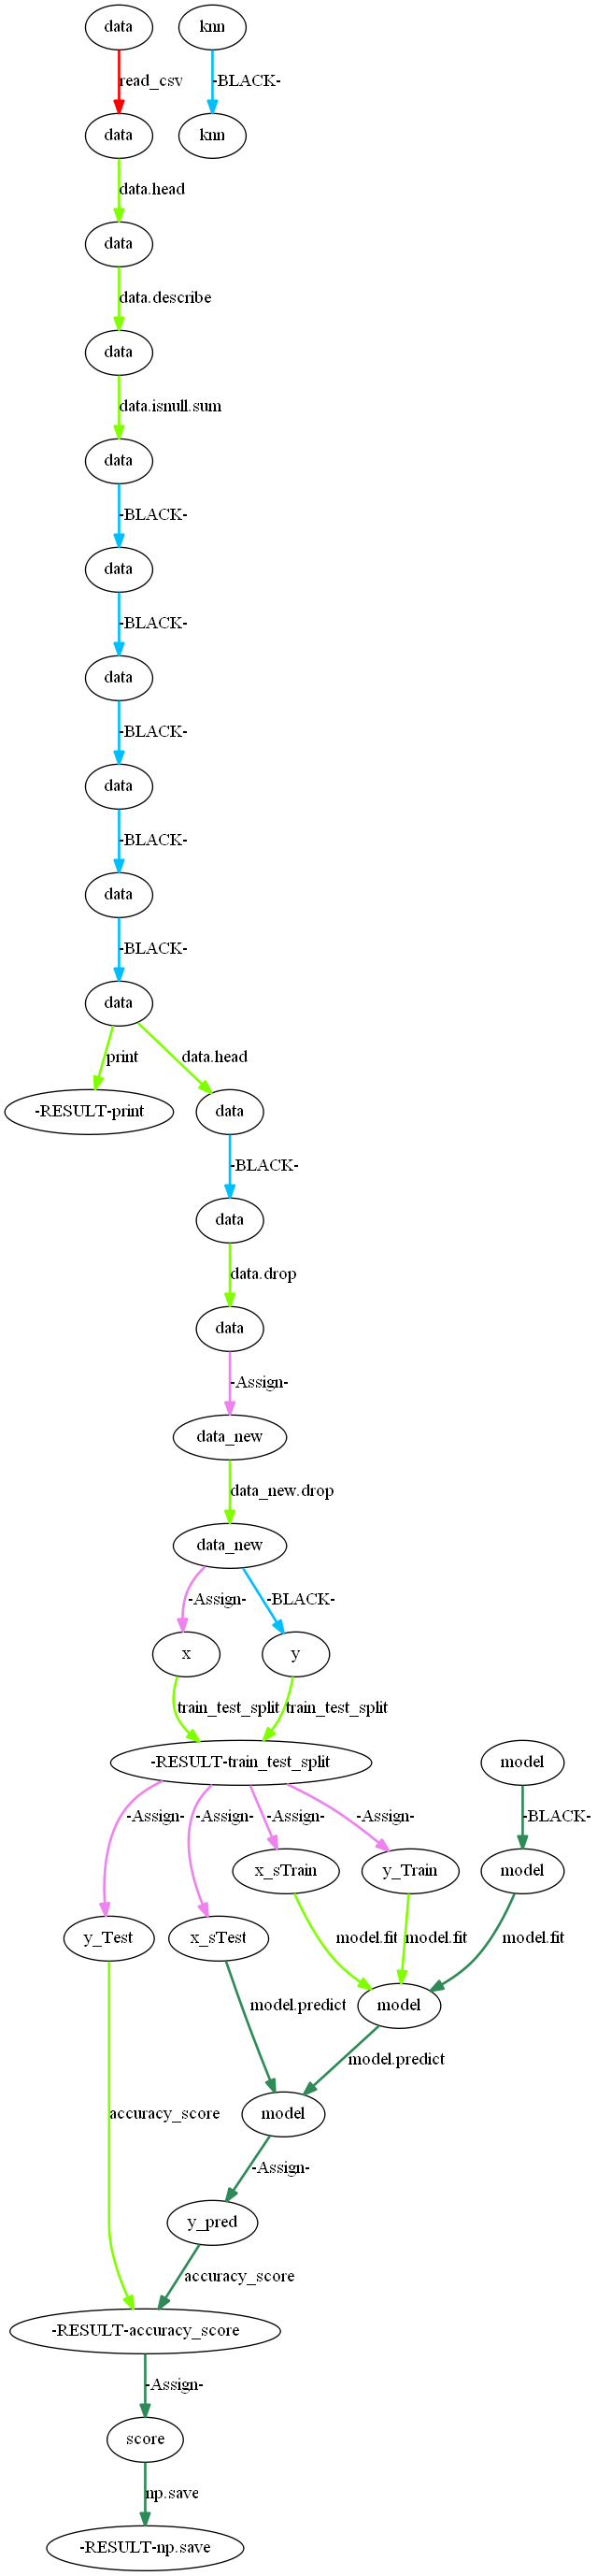 data
knn
read_csv
-BLACK-
data
knn
data.head
data
data.describe
data
data.isnull.sum
data
-BLACK-
data
-BLACK-
data
-BLACK-
data
-BLACK-
data
-BLACK-
data
print
data.head
-RESULT-print
data
-BLACK-
data
data.drop
data
-Assign-
data_new
data_new.drop
data_new
-Assign-
-BLACK-
x
y
train_test_split
train_test_split
-RESULT-train_test_split
model
-Assign-
-Assign-
-Assign-
-Assign-
-BLACK-
x_sTrain
y_Train
model
y_Test
x_sTest
model.fit
model.fit
model.fit
model.predict
model
model.predict
model
accuracy_score
-Assign-
y_pred
accuracy_score
-RESULT-accuracy_score
-Assign-
score
np.save
-RESULT-np.save